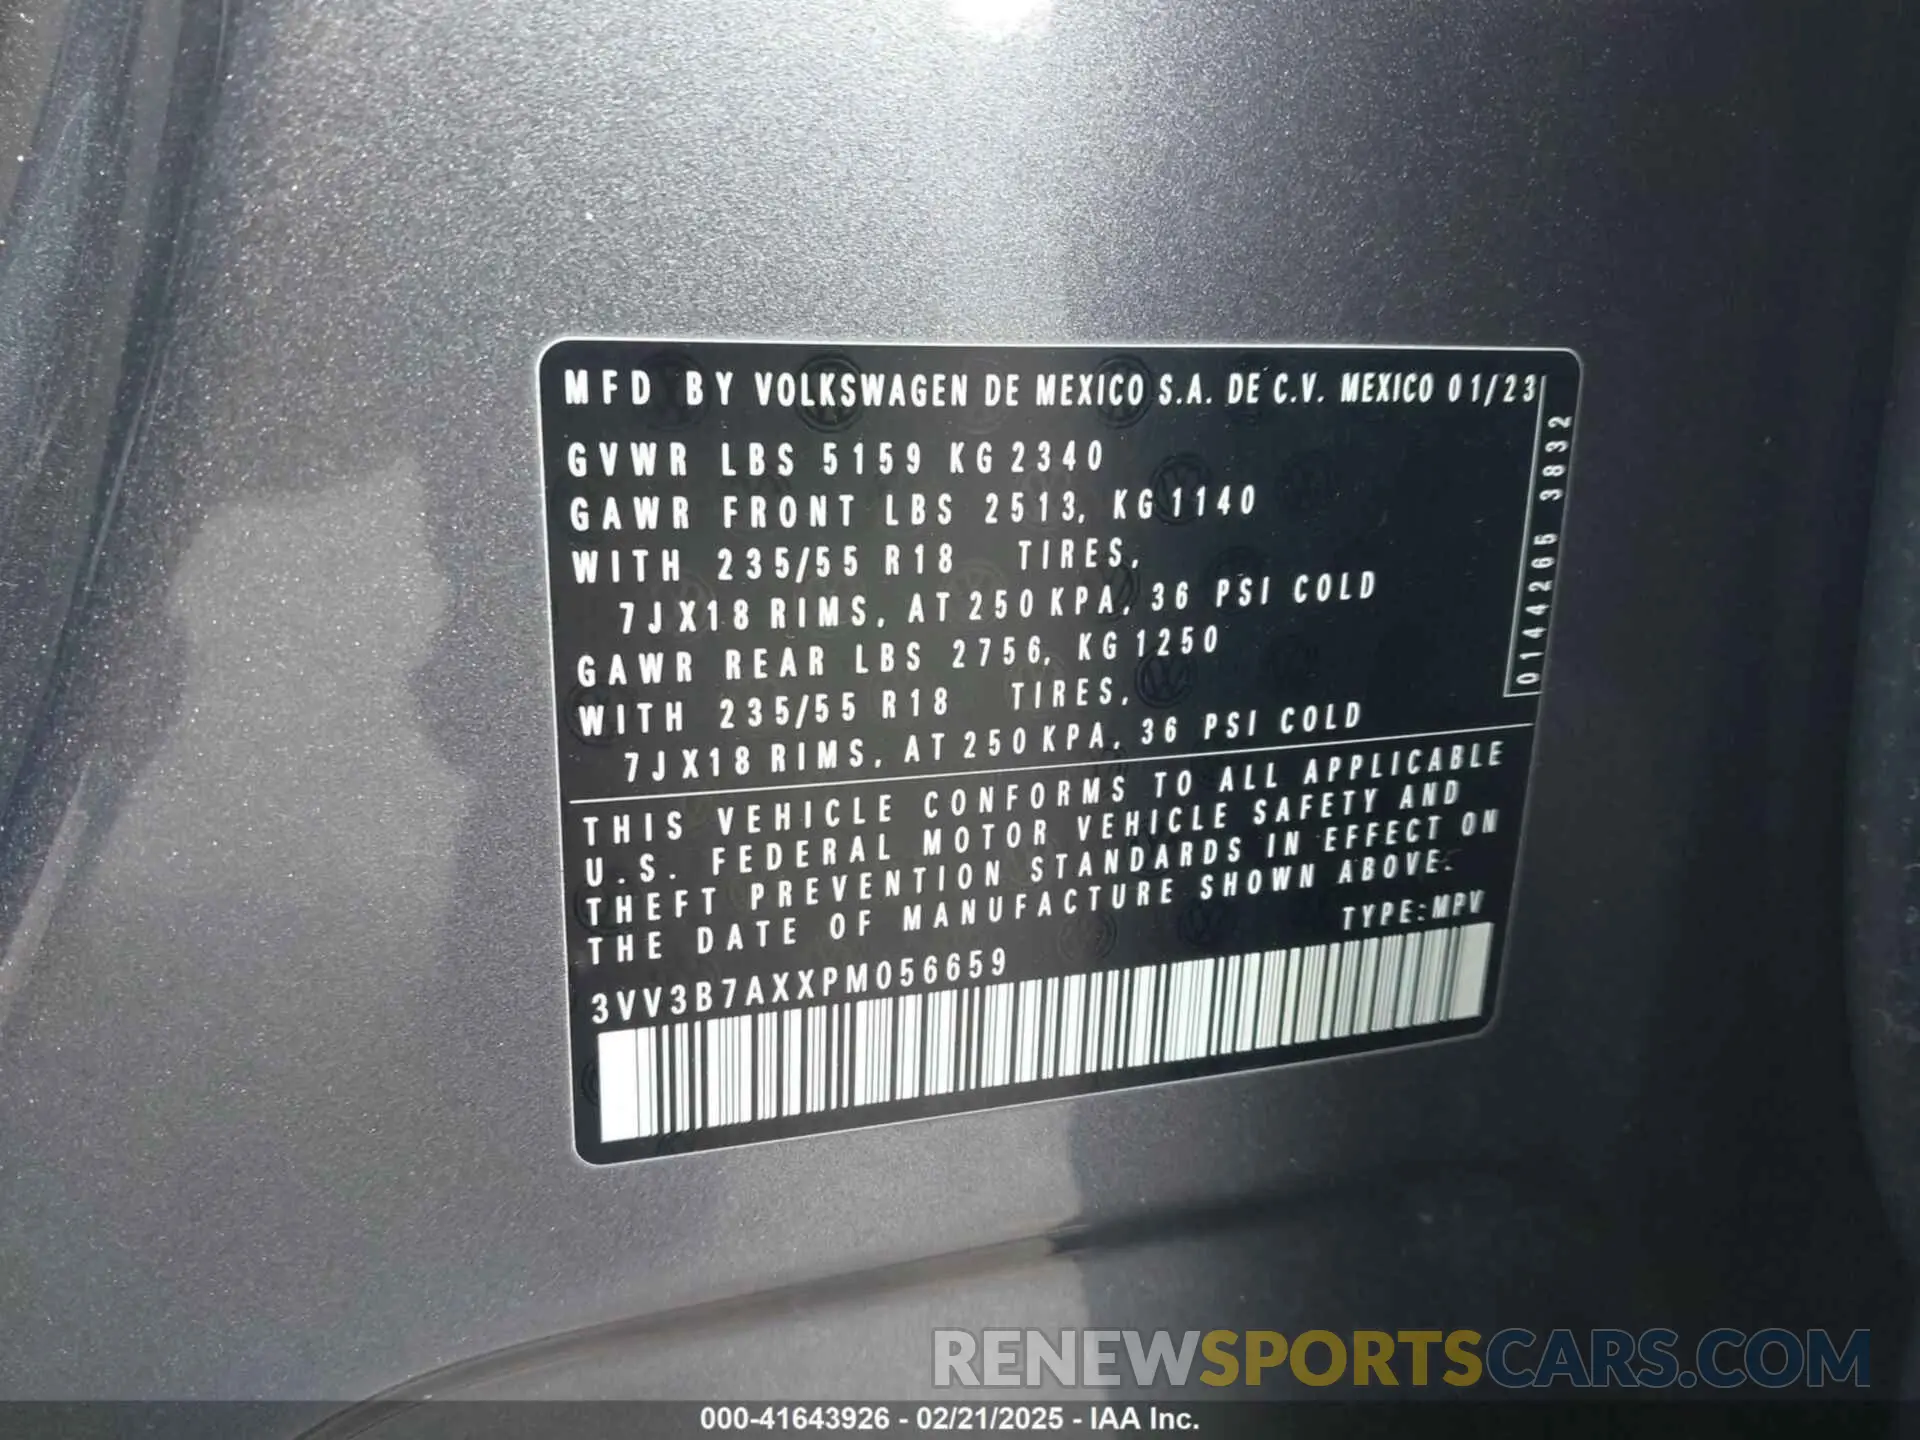 MFD BY VOLKSWAGEN DE MEXICO S.A. DE C.V. MEXICO 01/23
GVWR LBS 5159 KG 2340
GAWR FRONT LBS 2513, KG 1140
WITH 235/55 R18 TIRES,
7JX18 RIMS, AT 250 KPA, 36 PSI COLD
GAWR REAR LBS 2756, KG 1250
WITH 235/55 R18 TIRES,
7JX18 RIMS, AT 250 KPA, 36 PSI COLD
0144265 3832
THIS VEHICLE CONFORMS TO ALL APPLICABLE
U.S. FEDERAL MOTOR VEHICLE SAFETY AND
THEFT PREVENTION STANDARDS IN EFFECT ON
THE DATE OF MANUFACTURE SHOWN ABOVE.
TYPE:MPV
3VV3B7AXXPM056659
RENEWSPORTSCARS.COM
000-41643926 - 02/21/2025 - IAA Inc.